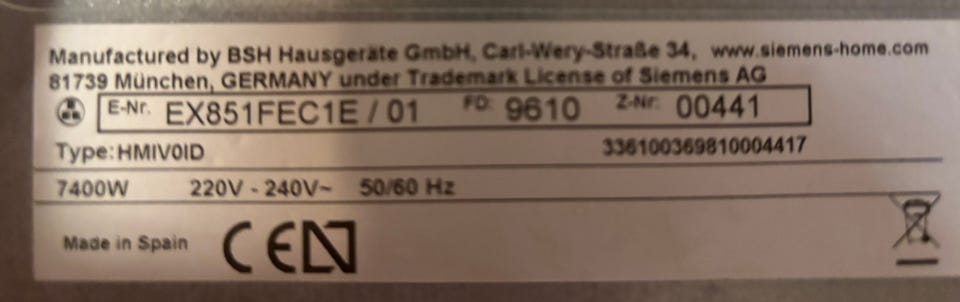 Manufactured by BSH Hausgeräte GmbH, Carl-Wery-Straße 34, www.siemens-home.com
81739 München, GERMANY under Trademark License of Siemens AG
E-Nr. EX851FEC1E / 01 FD: 9610 Z-Nr: 00441
Type:HMIV0ID 336100369810004417
7400W 220V - 240V~ 50/60 Hz
Made in Spain CE N